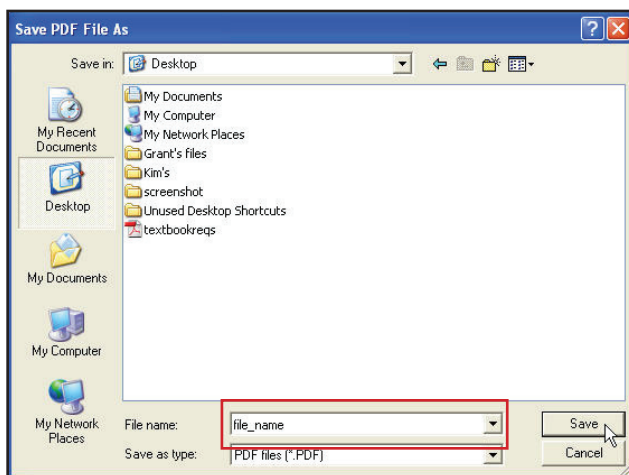 Save PDF File As
Save in: Desktop
My Recent
Documents
Desktop
My Documents
My Computer
My Network
Places
My Documents
My Computer
My Network Places
Grant's files
Kim's
screenshot
Unused Desktop Shortcuts
textbookreqs
File name: file_name Save
Save as type: PDF files (*.PDF) Cancel